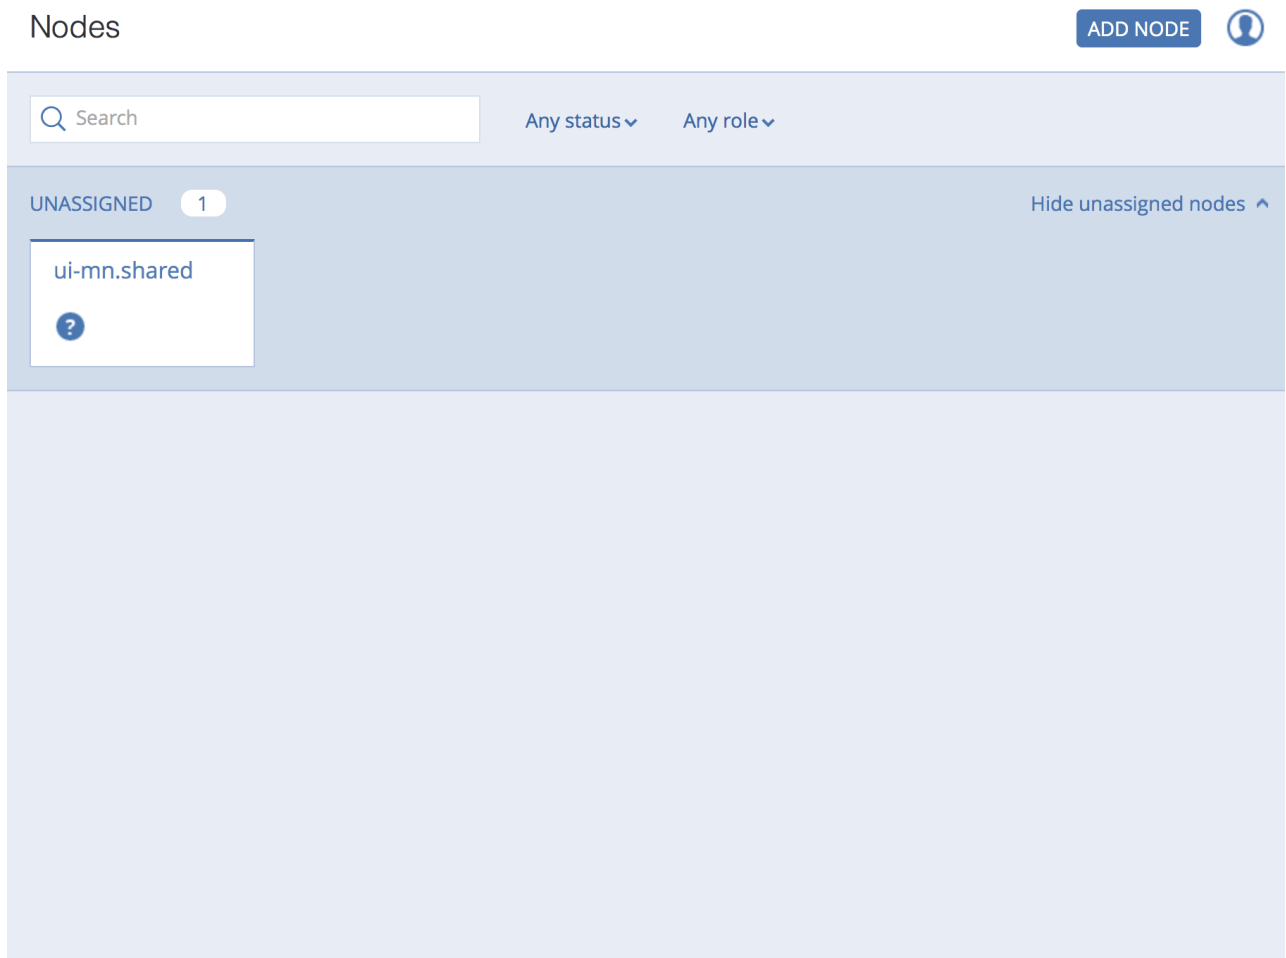 Nodes
ADD NODE
Search
Any status
Any role
UNASSIGNED 1
Hide unassigned nodes
ui-mn.shared
?